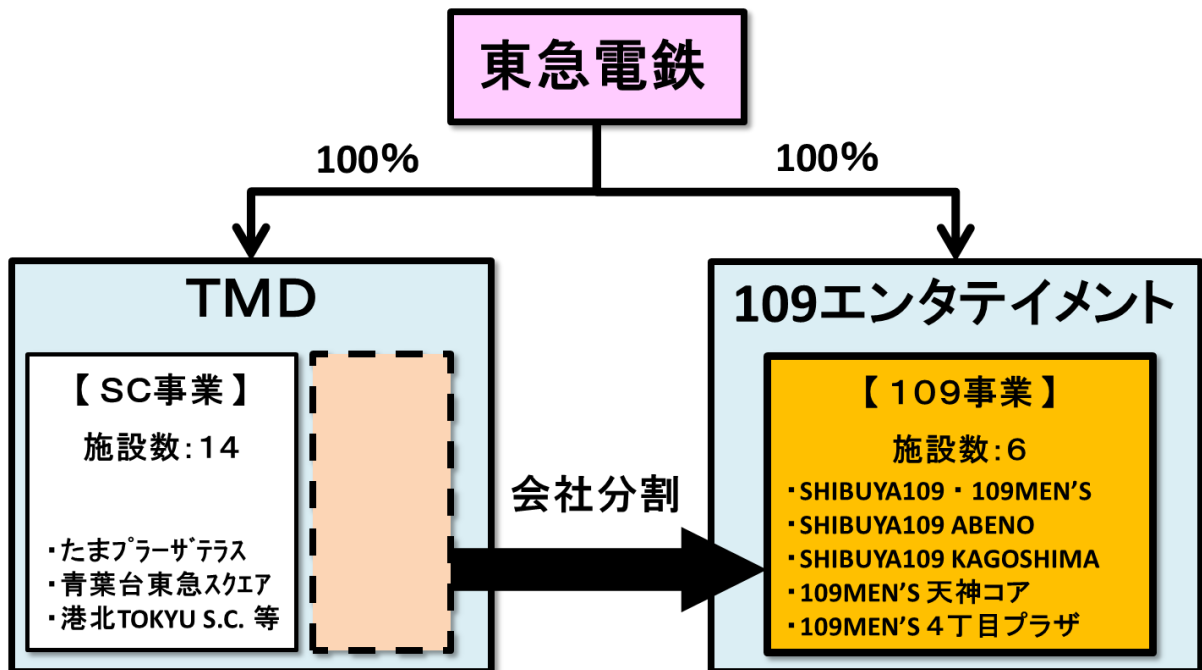 東急電鉄
100%
100%
TMD
【 SC事業 】
施設数：14
・たまﾌﾟﾗｰｻﾞﾃﾗｽ
・青葉台東急ｽｸｴｱ
・港北TOKYU S.C. 等
会社分割
109エンタテイメント
【 109事業 】
施設数：6
・SHIBUYA109・109MEN'S
・SHIBUYA109 ABENO
・SHIBUYA109 KAGOSHIMA
・109MEN'S 天神コア
・109MEN'S 4丁目プラザ